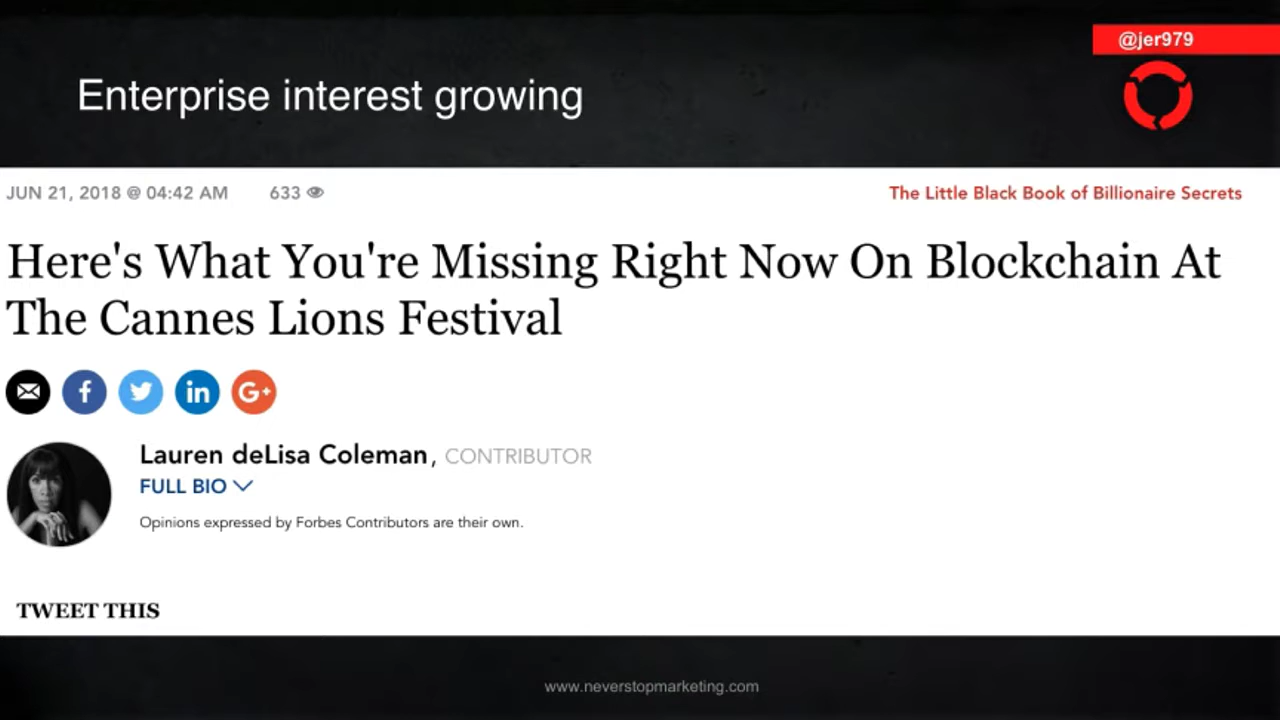 @jer979
Enterprise interest growing
JUN 21, 2018 @ 04:42 AM 633
The Little Black Book of Billionaire Secrets
Here's What You're Missing Right Now On Blockchain At
The Cannes Lions Festival
f in G+
Lauren deLisa Coleman, CONTRIBUTOR
FULL BIO
Opinions expressed by Forbes Contributors are their own.
TWEET THIS
www.neverstopmarketing.com